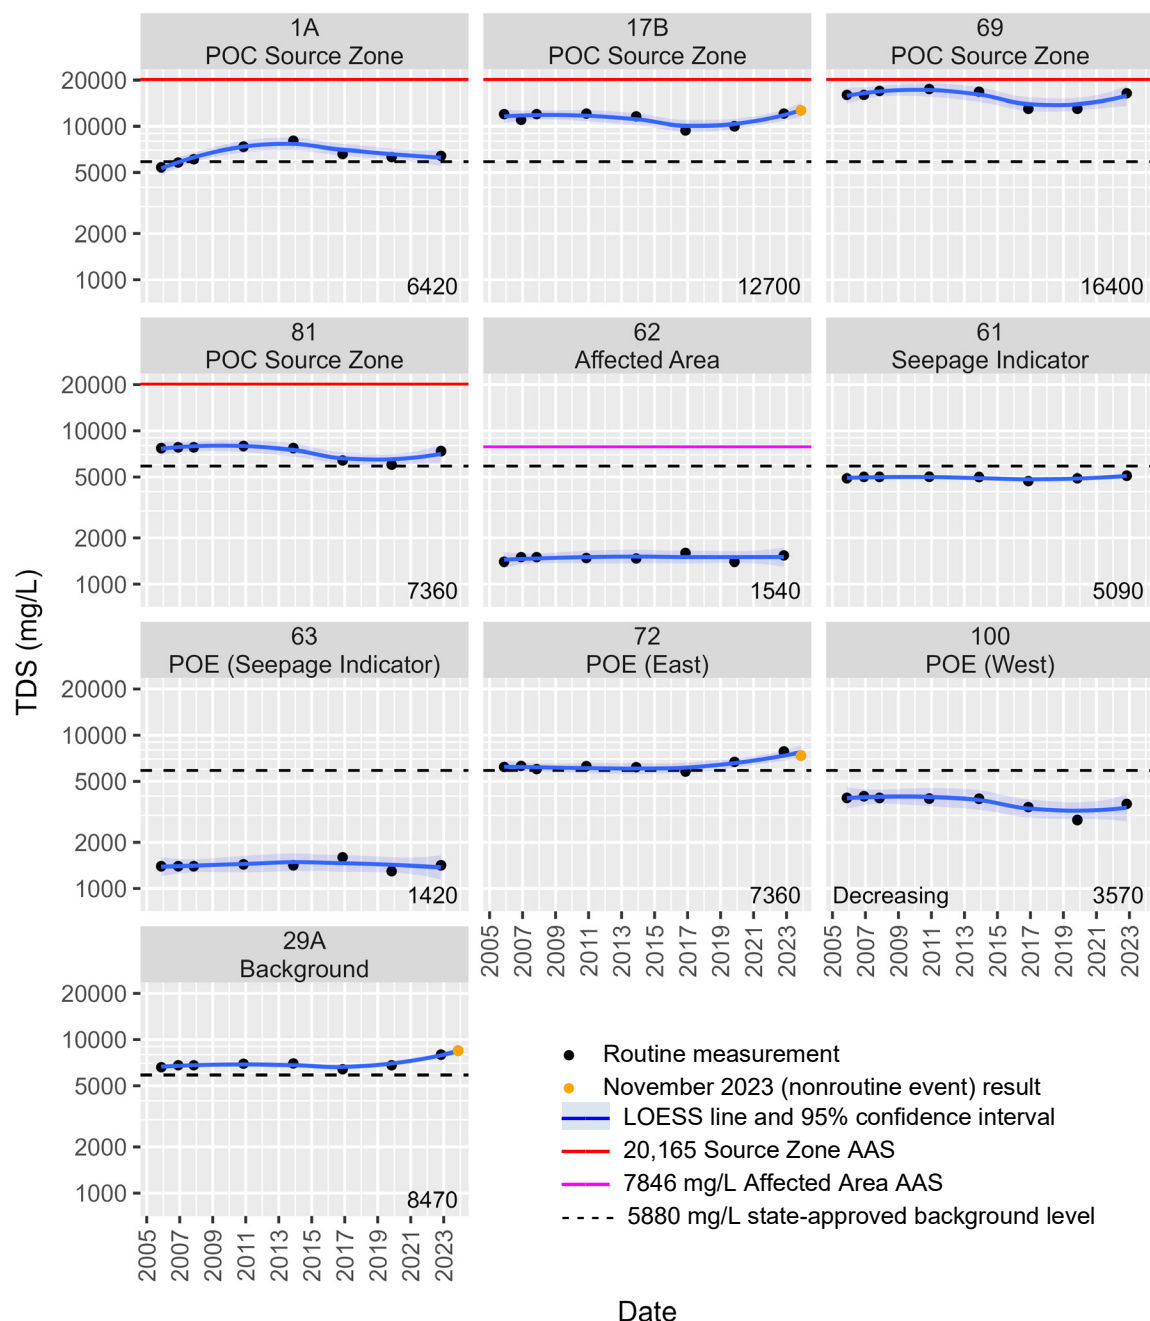 1A
POC Source Zone
17B
POC Source Zone
69
POC Source Zone
20000
10000
5000
2000
1000
6420
12700
16400
81
POC Source Zone
62
Affected Area
61
Seepage Indicator
20000
10000
5000
2000
1000
7360
1540
5090
TDS (mg/L)
63
POE (Seepage Indicator)
72
POE (East)
100
POE (West)
20000
10000
5000
2000
1000
1420
7360
Decreasing 3570
2005 2007 2009 2011 2013 2015 2017 2019 2021 2023
2005 2007 2009 2011 2013 2015 2017 2019 2021 2023
29A
Background
20000
10000
5000
2000
1000
8470
2005 2007 2009 2011 2013 2015 2017 2019 2021 2023
Routine measurement
November 2023 (nonroutine event) result
LOESS line and 95% confidence interval
20,165 Source Zone AAS
7846 mg/L Affected Area AAS
5880 mg/L state-approved background level
Date